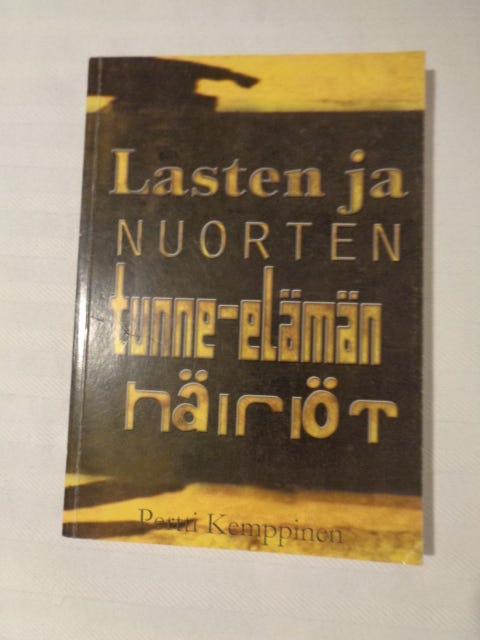 Lasten ja
NUORTEN
tunne-elämän
häiriöt
Pertti Kemppinen